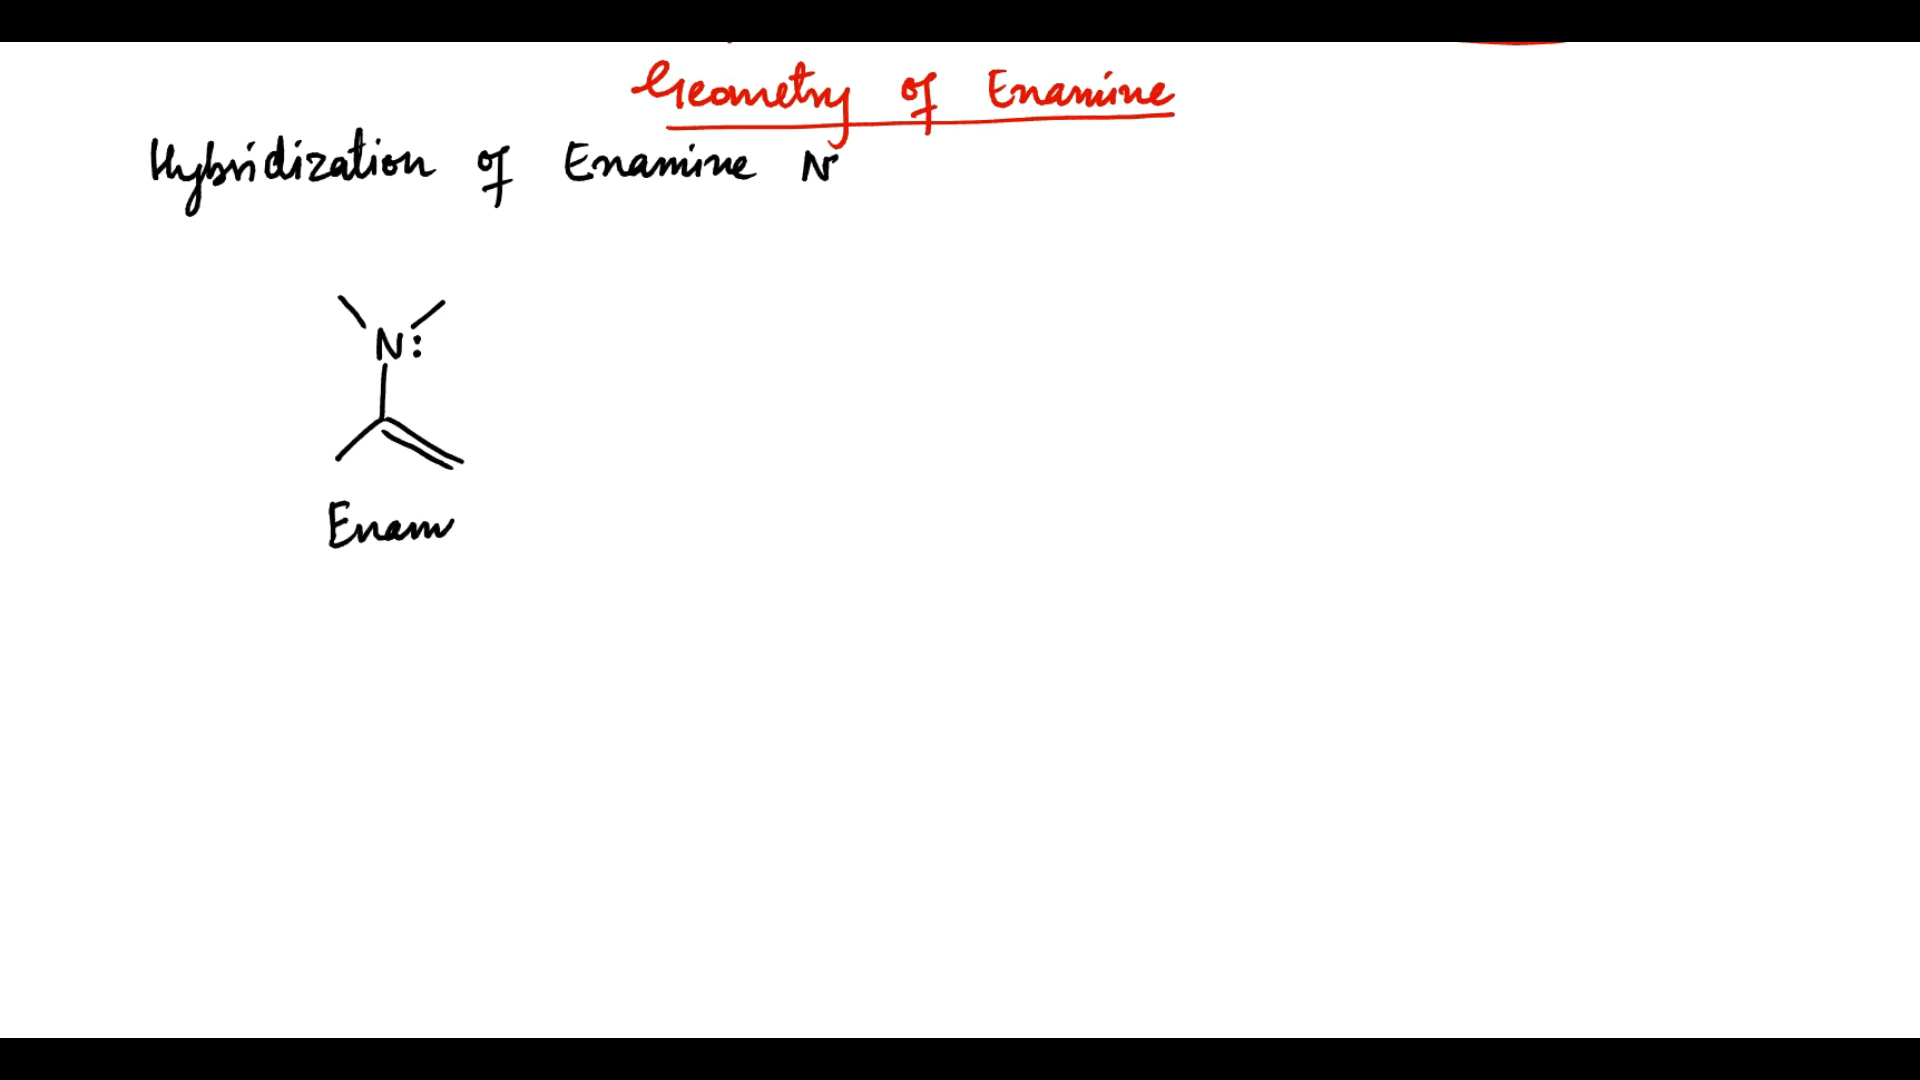 Geometry of Enamine
Hybridization of Enamine N
N:
Enam